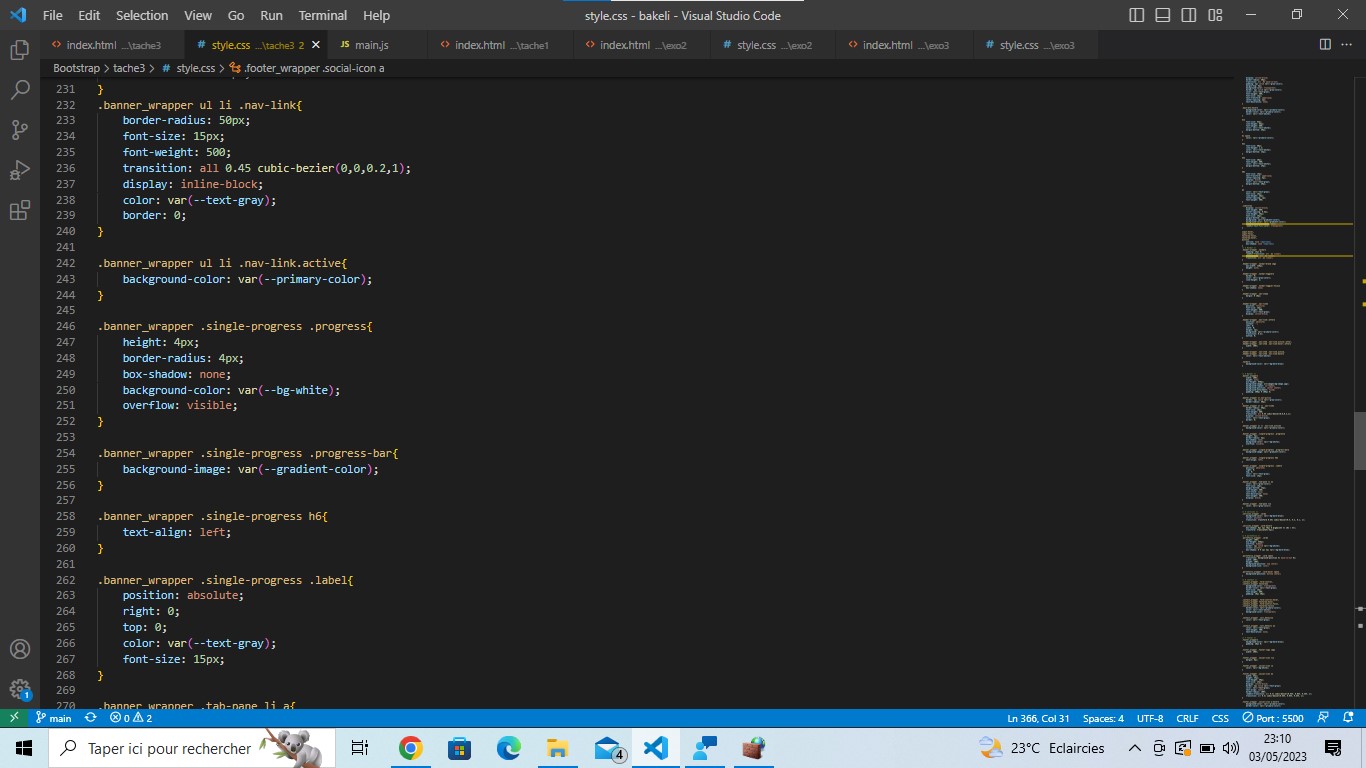 File Edit Selection View Go Run Terminal Help style.css - bakeli - Visual Studio Code
index.html ...\tache3 # style.css ...\tache3 2 JS main.js index.html ...\tache1 index.html ...\exo2 # style.css ...\exo2 index.html ...\exo3 # style.css ...\exo3
Bootstrap > tache3 > # style.css > .footer_wrapper .social-icon a
231 }
232 .banner_wrapper ul li .nav-link{
233 border-radius: 50px;
234 font-size: 15px;
235 font-weight: 500;
236 transition: all 0.45 cubic-bezier(0,0,0.2,1);
237 display: inline-block;
238 color: var(--text-gray);
239 border: 0;
240 }
241
242 .banner_wrapper ul li .nav-link.active{
243 background-color: var(--primary-color);
244 }
245
246 .banner_wrapper .single-progress .progress{
247 height: 4px;
248 border-radius: 4px;
249 box-shadow: none;
250 background-color: var(--bg-white);
251 overflow: visible;
252 }
253
254 .banner_wrapper .single-progress .progress-bar{
255 background-image: var(--gradient-color);
256 }
257
258 .banner_wrapper .single-progress h6{
259 text-align: left;
260 }
261
262 .banner_wrapper .single-progress .label{
263 position: absolute;
264 right: 0;
265 top: 0;
266 color: var(--text-gray);
267 font-size: 15px;
268 }
269
270 .banner_wrapper .tab-pane li a{
1
main 0 2 Ln 366, Col 31 Spaces: 4 UTF-8 CRLF CSS Port : 5500
Taper ici pour rechercher 4 23°C Eclaircies 23:10
03/05/2023